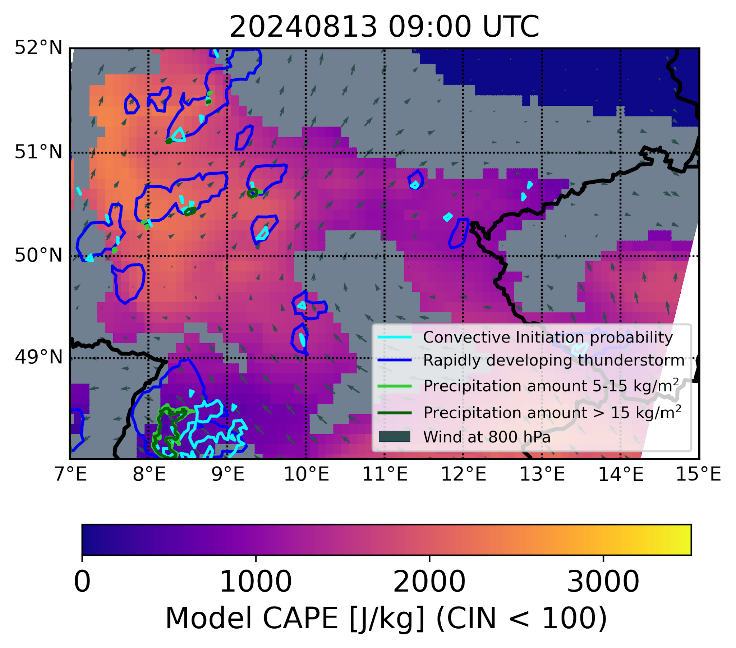 20240813 09:00 UTC
52°N
51°N
50°N
49°N
Convective Initiation probability
Rapidly developing thunderstorm
Precipitation amount 5-15 kg/m²
Precipitation amount > 15 kg/m²
Wind at 800 hPa
7°E 8°E 9°E 10°E 11°E 12°E 13°E 14°E 15°E
0 1000 2000 3000
Model CAPE [J/kg] (CIN < 100)